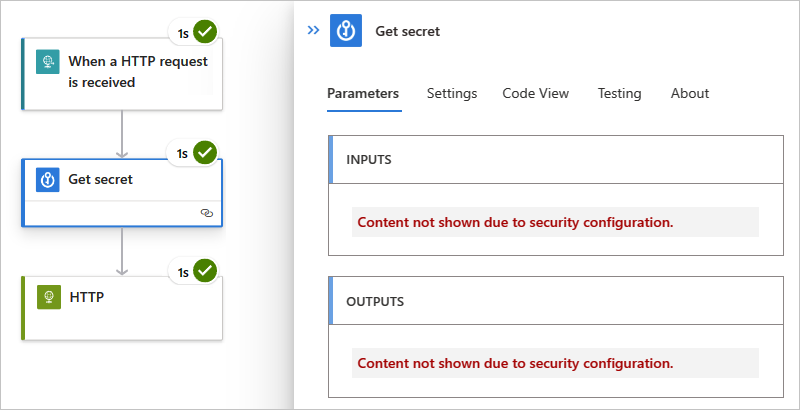 1s
When a HTTP request
is received
1s
Get secret
1s
HTTP
Get secret
Parameters Settings Code View Testing About
INPUTS
Content not shown due to security configuration.
OUTPUTS
Content not shown due to security configuration.